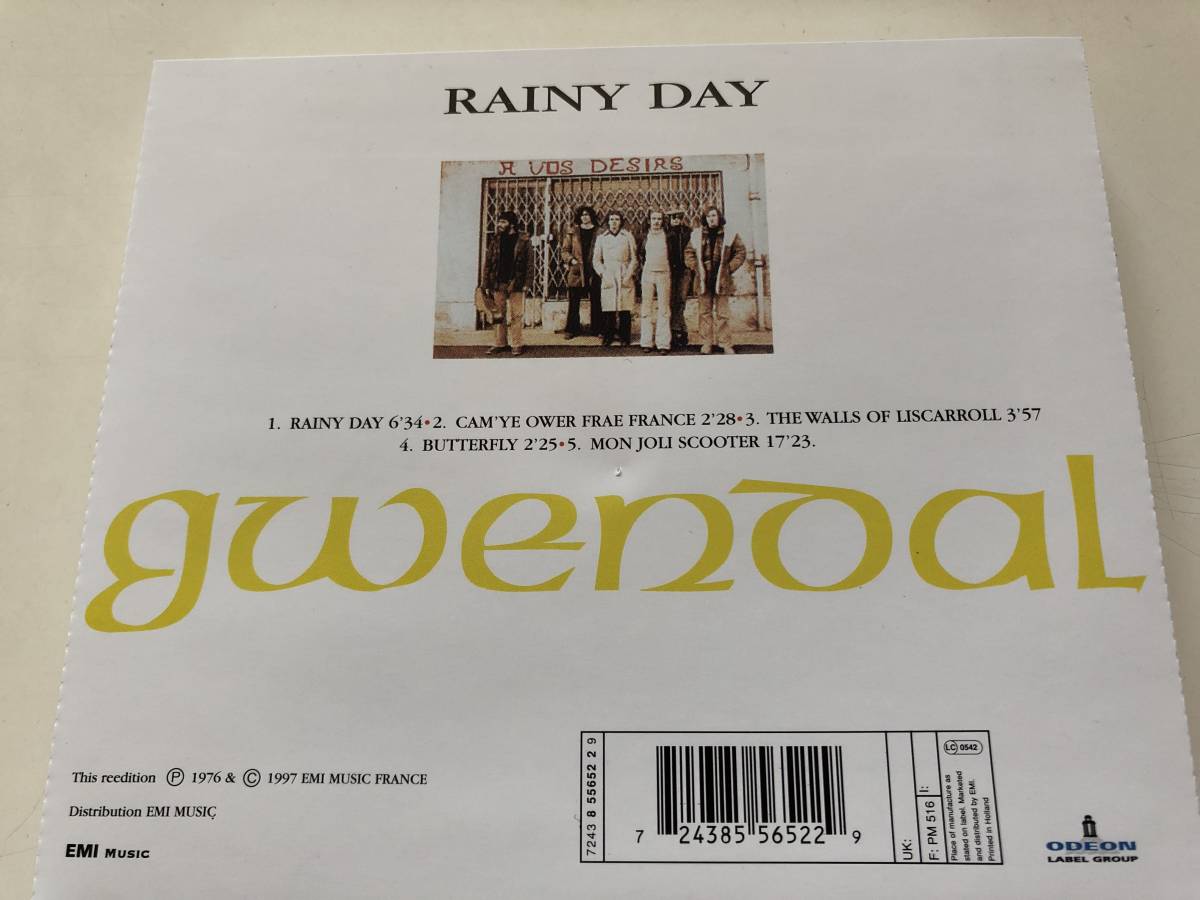 RAINY DAY
A VOS DESIRS
1. RAINY DAY 6'34•2. CAM'YE OWER FRAE FRANCE 2'28•3. THE WALLS OF LISCARROLL 3'57
4. BUTTERFLY 2'25•5. MON JOLI SCOOTER 17'23.
gwendal
This reedition Ⓟ 1976 & © 1997 EMI MUSIC FRANCE
Distribution EMI MUSIC
EMI MUSIC
7243 8 55652 2 9
7 24385 56522 9
UK:
F: PM 516 I:
LC 0542
Place of manufacture as
stated on label. Marketed
and distributed by EMI.
Printed in Holland
ODEON
LABEL GROUP